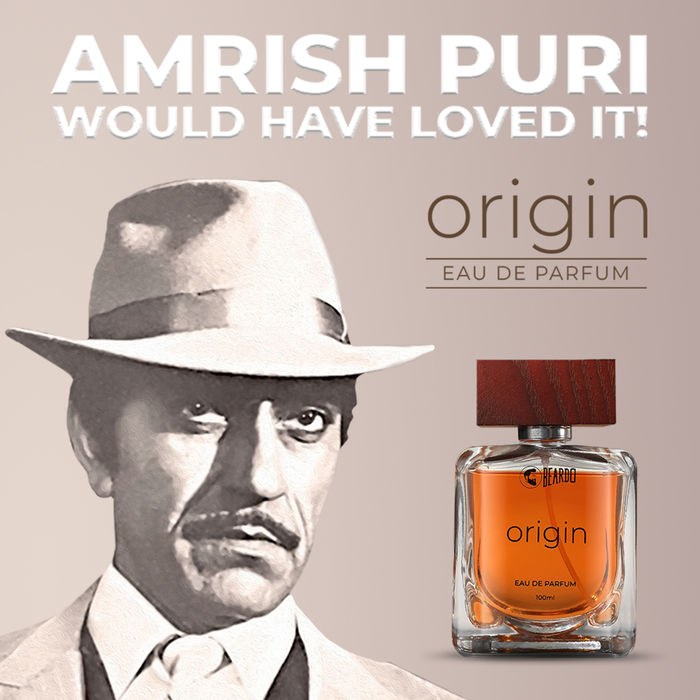 AMRISH PURI
WOULD HAVE LOVED IT!
origin
EAU DE PARFUM
BEARDO
origin
EAU DE PARFUM
100ml